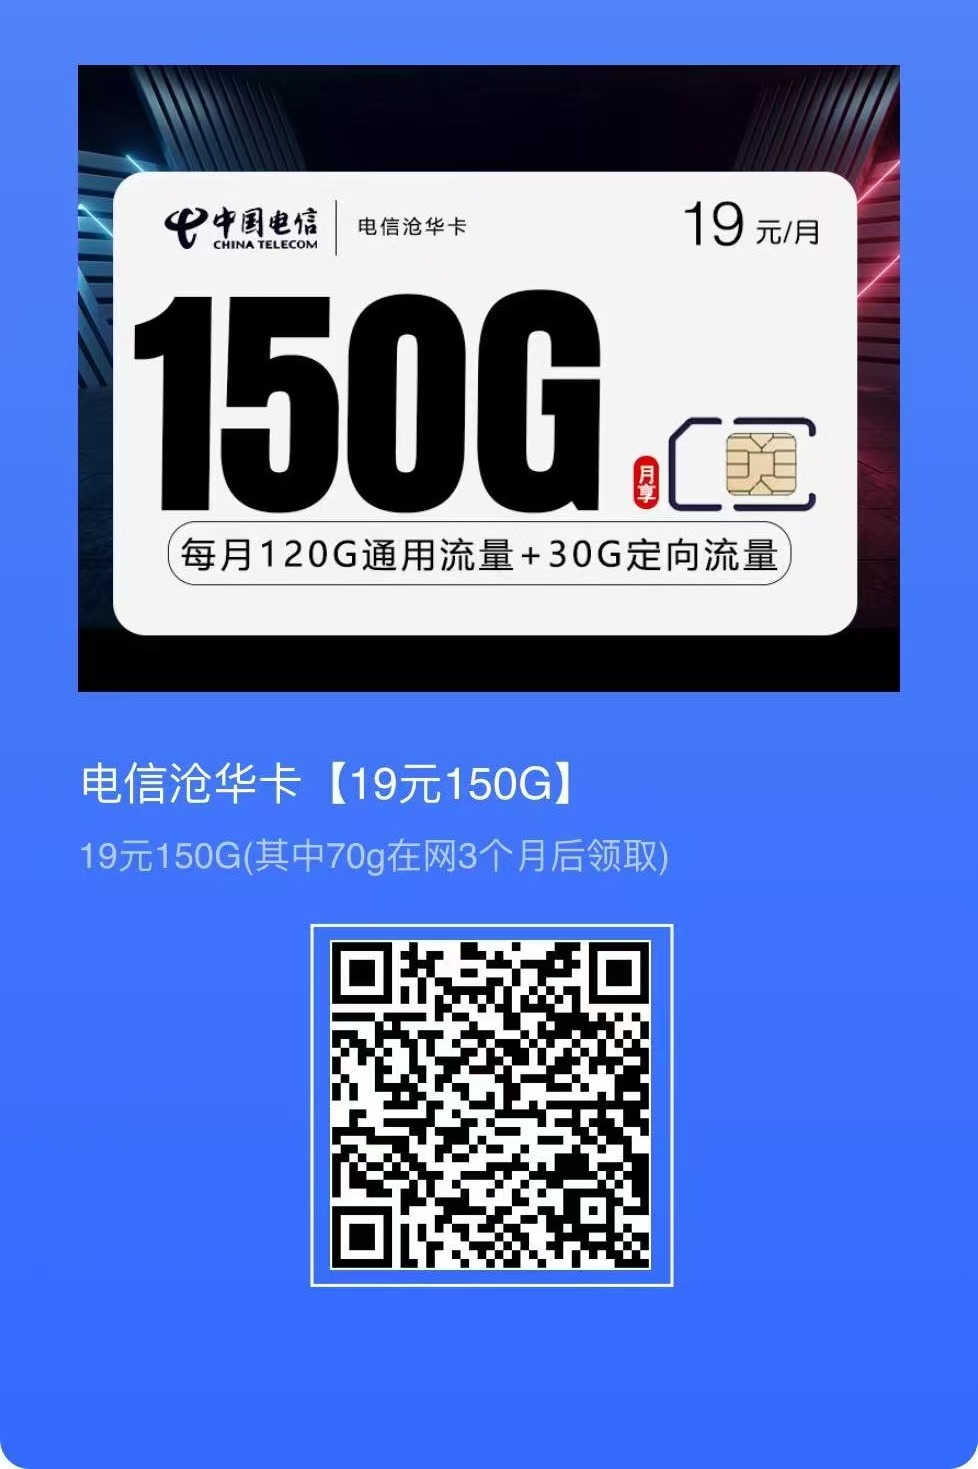 中国电信 电信沧华卡 19 元/月
CHINA TELECOM
150G
月享
每月120G通用流量+30G定向流量
电信沧华卡【19元150G】
19元150G(其中70g在网3个月后领取)